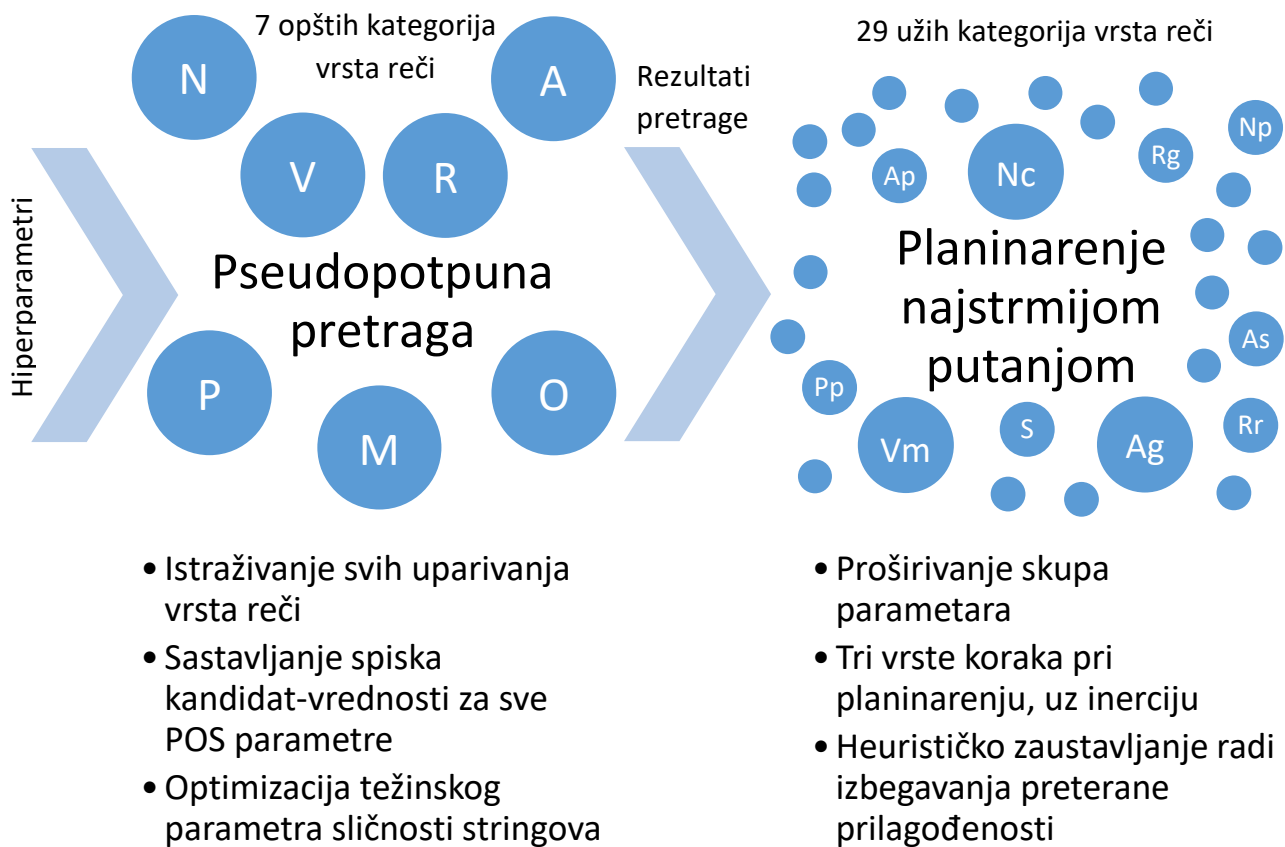 Hiperparametri
7 opštih kategorija
vrsta reči
N
A
V
R
Pseudopotpuna
pretraga
P
M
O
• Istraživanje svih uparivanja
vrsta reči
• Sastavljanje spiska
kandidat-vrednosti za sve
POS parametre
• Optimizacija težinskog
parametra sličnosti stringova
Rezultati
pretrage
29 užih kategorija vrsta reči
Np
Rg
Ap
Nc
Planinarenje
najstrmijom
putanjom
As
Pp
Vm
S
Ag
Rr
• Proširivanje skupa
parametara
• Tri vrste koraka pri
planinarenju, uz inerciju
• Heurističko zaustavljanje radi
izbegavanja preterane
prilagođenosti